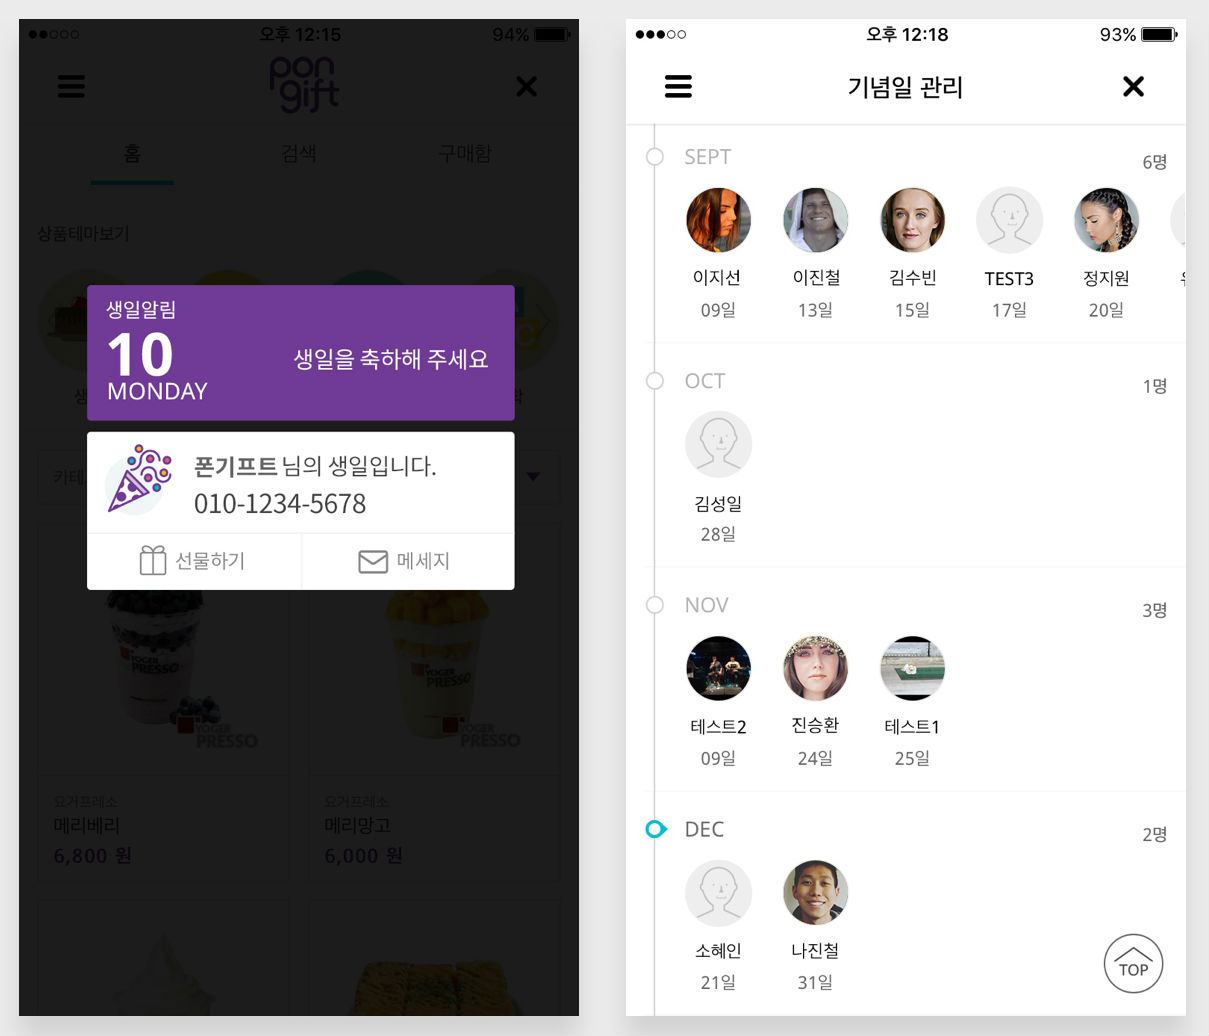 오후 12:15
94%
pon
gift
홈
검색
구매함
상품테마보기
생일알림
10
MONDAY
생일을 축하해 주세요
폰기프트 님의 생일입니다.
010-1234-5678
선물하기
메세지
카테
YOGER
PRESSO
YOGER
PRESSO
YOGER
PRESSO
YOGER
PRESSO
요거프레소
메리베리
6,800 원
요거프레소
메리망고
6,000 원
오후 12:18
93%
기념일 관리
SEPT
6명
이지선
이진철
김수빈
TEST3
정지원
09일
13일
15일
17일
20일
OCT
1명
김성일
28일
NOV
3명
테스트2
진승환
테스트1
09일
24일
25일
DEC
2명
소혜인
나진철
21일
31일
TOP